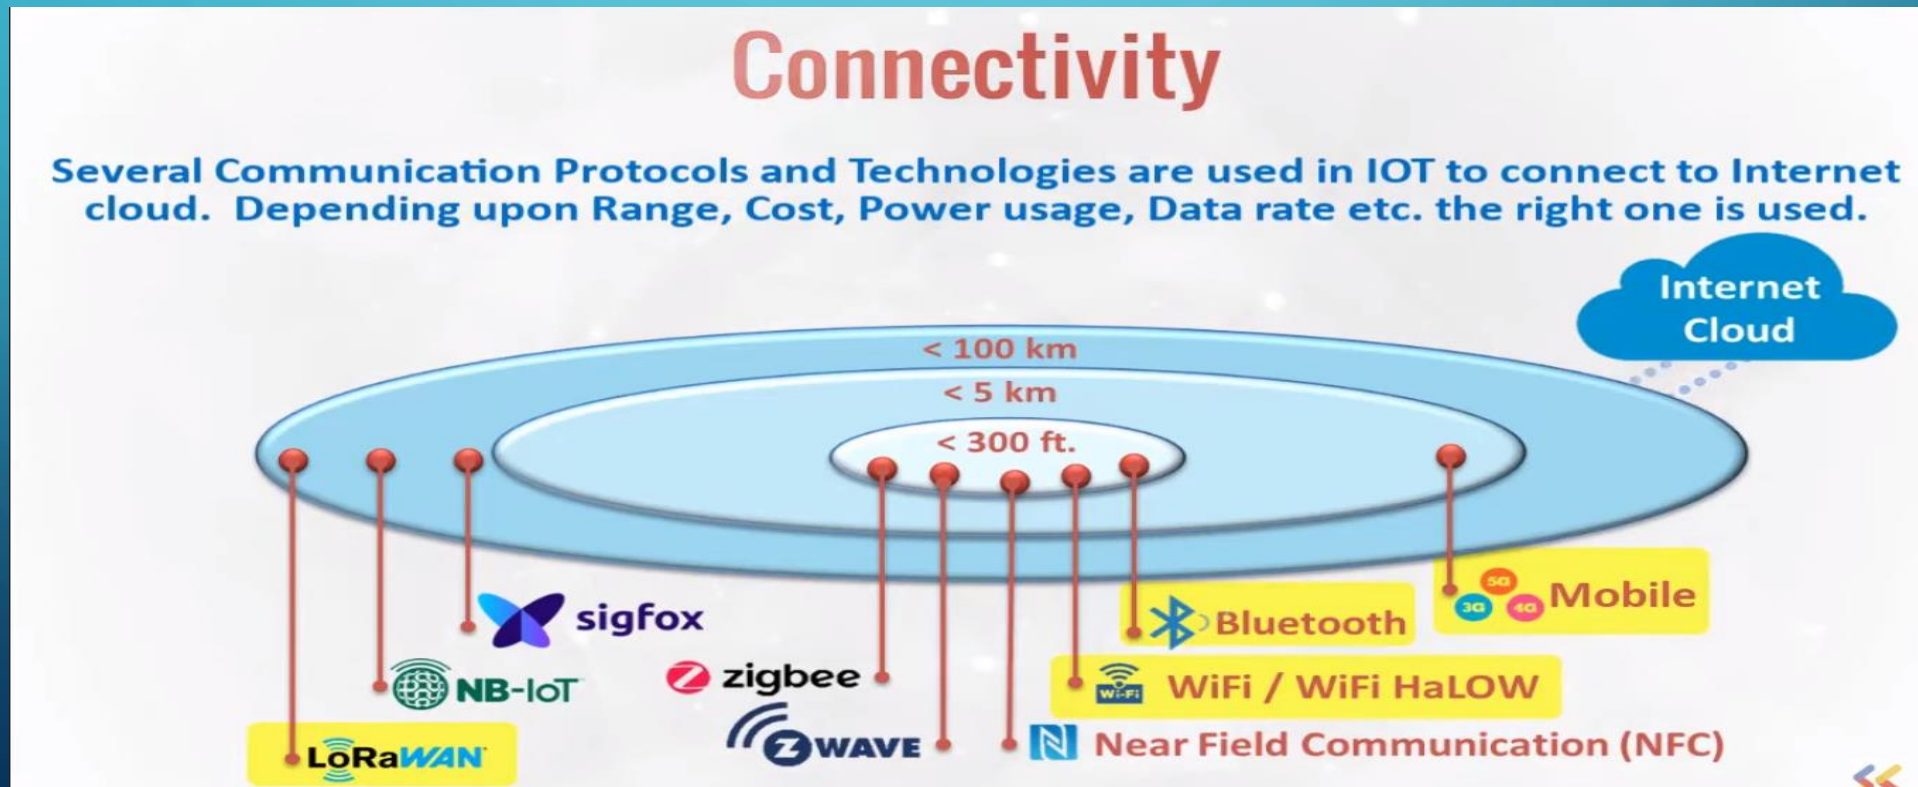 Connectivity
Several Communication Protocols and Technologies are used in IOT to connect to Internet
cloud. Depending upon Range, Cost, Power usage, Data rate etc. the right one is used.
Internet
Cloud
< 100 km
< 5 km
< 300 ft.
sigfox
NB-IoT
LoRaWAN
zigbee
Z WAVE
Bluetooth
5G
3G
4G
Mobile
Wi-Fi
WiFi / WiFi HaLOW
Near Field Communication (NFC)